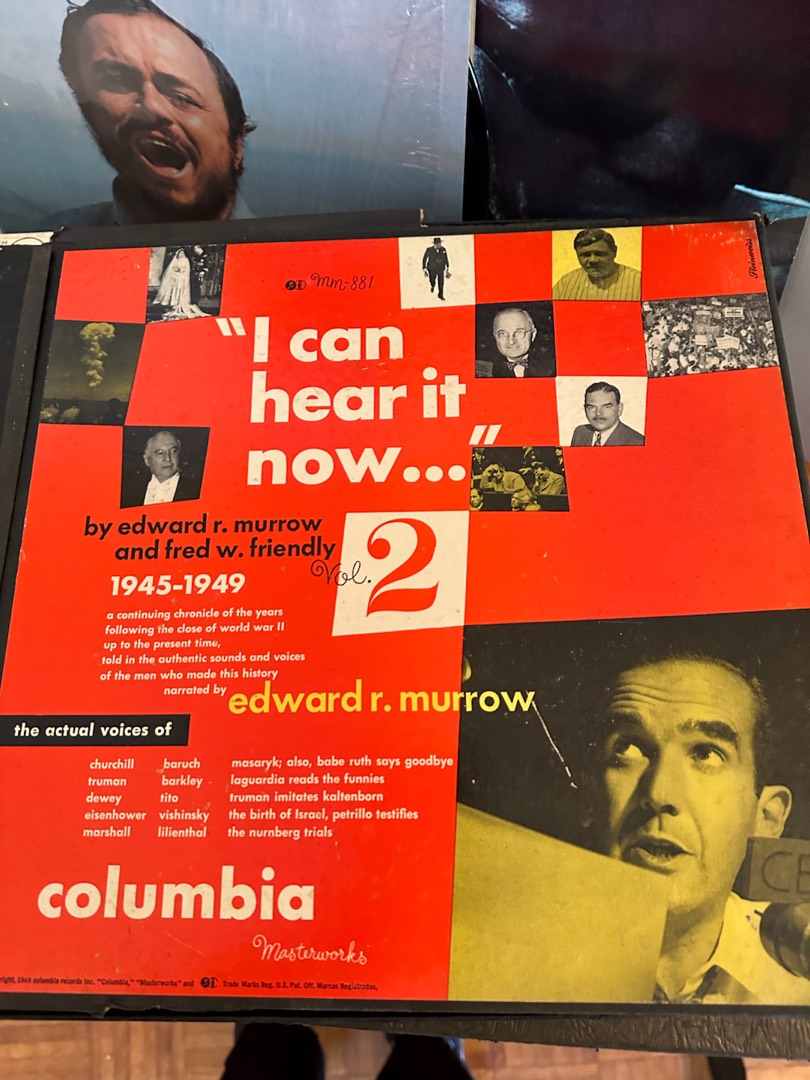 mm-881
Steinweiss
"I can
hear it
now..."
by edward r. murrow
and fred w. friendly
Vol. 2
1945-1949
a continuing chronicle of the years
following the close of world war II
up to the present time,
told in the authentic sounds and voices
of the men who made this history
narrated by edward r. murrow
the actual voices of
churchill baruch masaryk; also, babe ruth says goodbye
truman barkley laguardia reads the funnies
dewey tito truman imitates kaltenborn
eisenhower vishinsky the birth of Israel, petrillo testifies
marshall lilienthal the nurnberg trials
CB
columbia
Masterworks
right, 1949 columbia records inc. "Columbia," "Masterworks" and Trade Marks Reg. U.S. Pat. Off. Marcas Registradas.